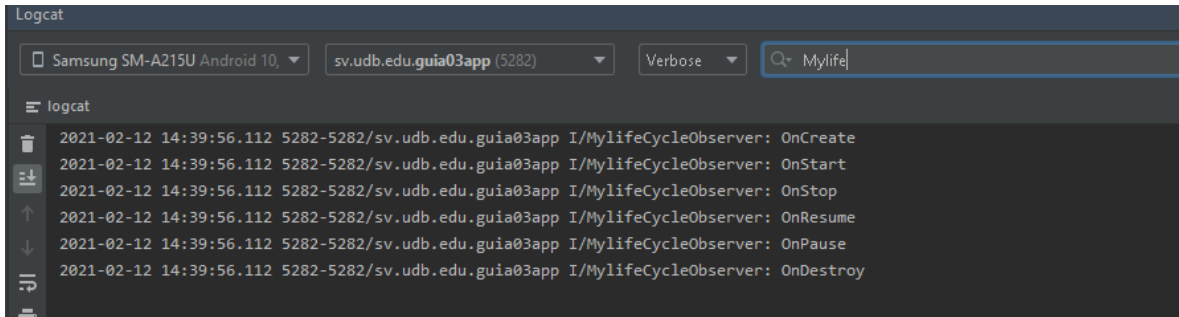 Logcat
Samsung SM-A215U Android 10, sv.udb.edu.guia03app (5282) Verbose Mylife
logcat
2021-02-12 14:39:56.112 5282-5282/sv.udb.edu.guia03app I/MylifeCycleObserver: OnCreate
2021-02-12 14:39:56.112 5282-5282/sv.udb.edu.guia03app I/MylifeCycleObserver: OnStart
2021-02-12 14:39:56.112 5282-5282/sv.udb.edu.guia03app I/MylifeCycleObserver: OnStop
2021-02-12 14:39:56.112 5282-5282/sv.udb.edu.guia03app I/MylifeCycleObserver: OnResume
2021-02-12 14:39:56.112 5282-5282/sv.udb.edu.guia03app I/MylifeCycleObserver: OnPause
2021-02-12 14:39:56.112 5282-5282/sv.udb.edu.guia03app I/MylifeCycleObserver: OnDestroy